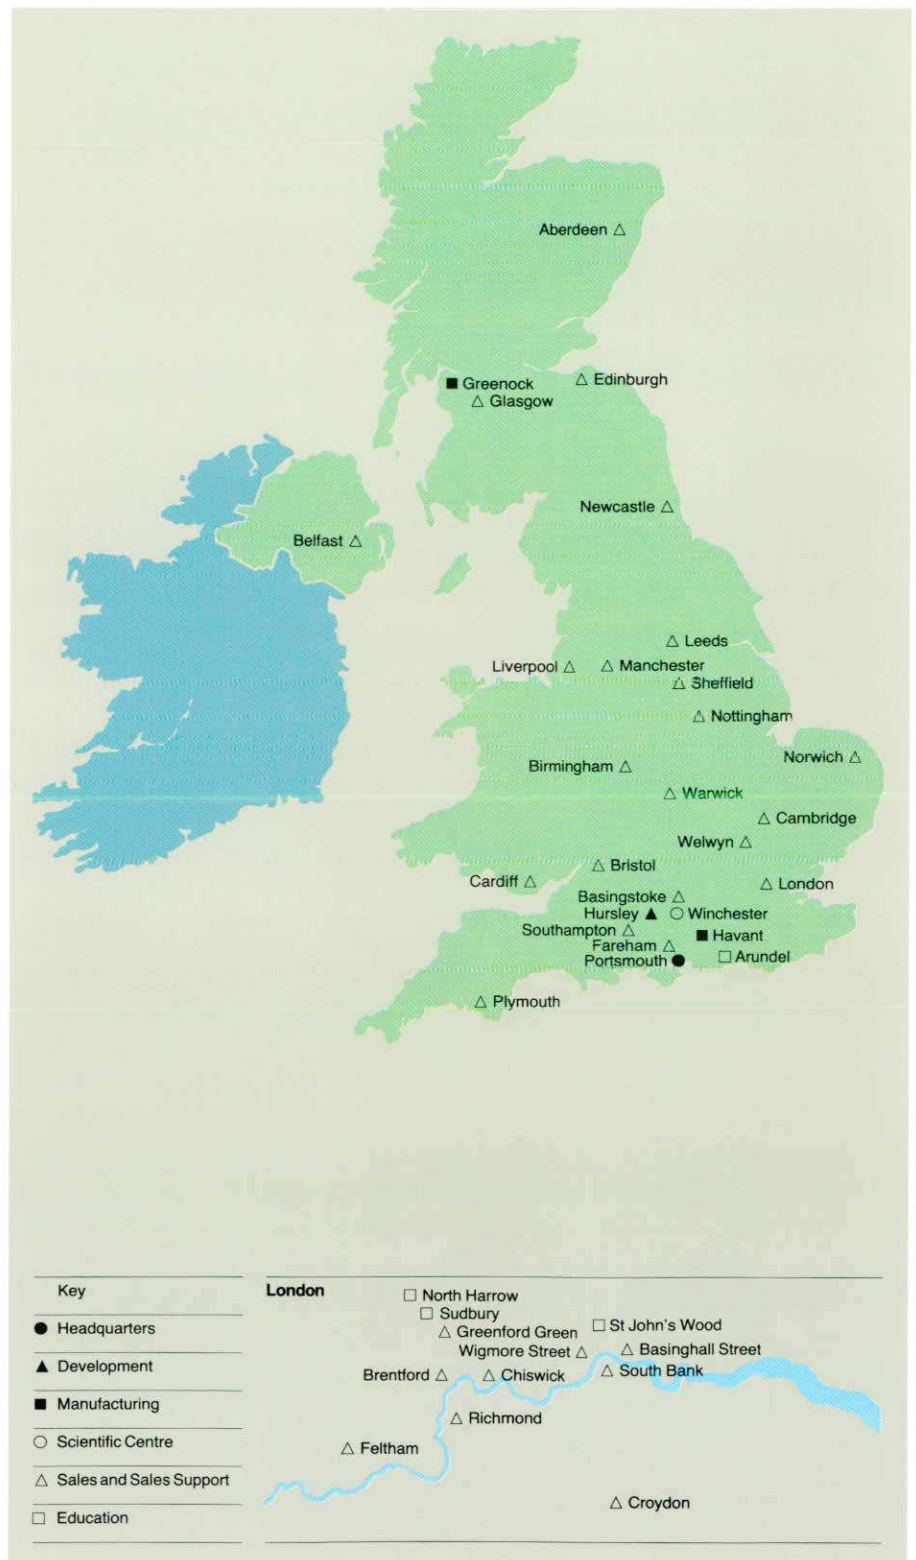 Aberdeen
Greenock
Edinburgh
Glasgow
Newcastle
Belfast
Leeds
Liverpool
Manchester
Sheffield
Nottingham
Norwich
Birmingham
Warwick
Cambridge
Welwyn
Bristol
Cardiff
London
Basingstoke
Hursley
Winchester
Southampton
Havant
Fareham
Arundel
Portsmouth
Plymouth
Key
Headquarters
Development
Manufacturing
Scientific Centre
Sales and Sales Support
Education
London
North Harrow
Sudbury
Greenford Green
St John's Wood
Wigmore Street
Basinghall Street
Brentford
Chiswick
South Bank
Richmond
Feltham
Croydon